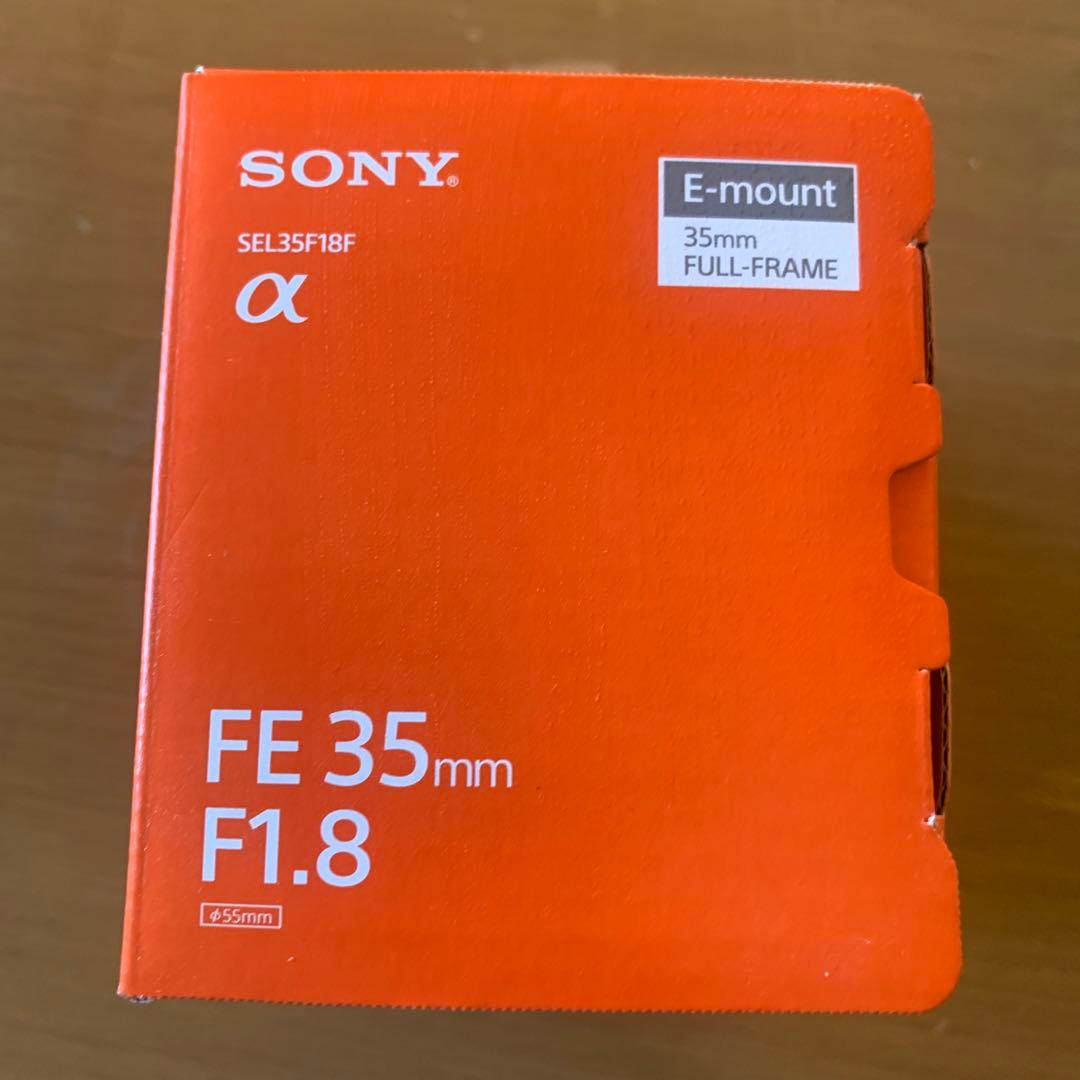 SONY®
SEL35F18F
α
E-mount
35mm
FULL-FRAME
FE 35mm
F1.8
ϕ55mm